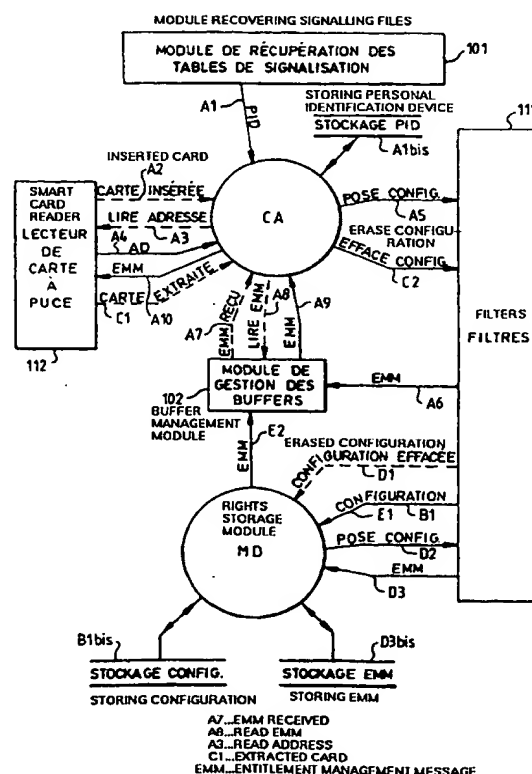 MODULE RECOVERING SIGNALLING FILES
MODULE DE RÉCUPÉRATION DES
TABLES DE SIGNALISATION
101
A1
PID
STORING PERSONAL
IDENTIFICATION DEVICE
STOCKAGE PID
A1bis
111
INSERTED CARD
A2
CARTE INSÉRÉE
LIRE ADRESSE
A3
A4
AD
EMM
A10
CARTE EXTRAITE
C1
SMART
CARD
READER
LECTEUR
DE
CARTE
À
PUCE
112
CA
POSE CONFIG.
A5
ERASE CONFIGU
RATION
EFFACE CONFIG.
C2
A7
EMM RECU
LIRE EMM
A8
EMM
A9
FILTERS
FILTRES
MODULE DE
GESTION DES
BUFFERS
102
BUFFER
MANAGEMENT
MODULE
EMM
A6
EMM
E2
ERASED CONFIGURATION
CONFIGURATION EFFACÉE
D1
CONFIGURATION
E1
B1
RIGHTS
STORAGE
MODULE
MD
POSE CONFIG.
D2
EMM
D3
B1bis
STOCKAGE CONFIG.
STORING CONFIGURATION
D3bis
STOCKAGE EMM
STORING EMM
A7...EMM RECEIVED
A8...READ EMM
A3...READ ADDRESS
C1...EXTRACTED CARD
EMM...ENTITLEMENT MANAGEMENT MESSAGE